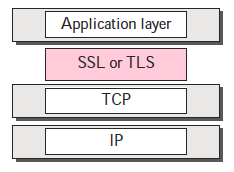 Application layer
SSL or TLS
TCP
IP